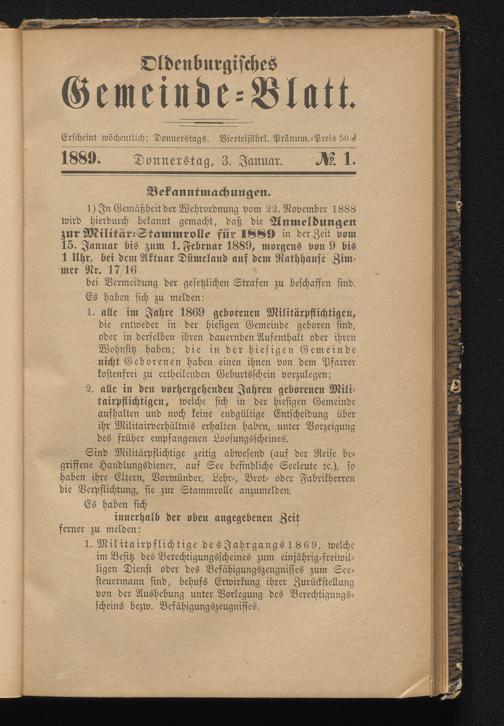 Oldenburgisches
Gemeinde-Blatt.
Erscheint wöchentlich: Donnerstags. Vierteljährl. Pränum.-Preis 50 ₰
1889. Donnerstag, 3. Januar. № 1.
Bekanntmachungen.
1) In Gemäßheit der Wehrordnung vom 22. November 1888
wird hierdurch bekannt gemacht, daß die Anmeldungen
zur Militär-Stammrolle für 1889 in der Zeit vom
15. Januar bis zum 1. Februar 1889, morgens von 9 bis
1 Uhr, bei dem Aktuar Dümeland auf dem Rathhause Zim-
mer Nr. 17/16
bei Vermeidung der gesetzlichen Strafen zu beschaffen sind.
Es haben sich zu melden:
1. alle im Jahre 1869 geborenen Militärpflichtigen,
die entweder in der hiesigen Gemeinde geboren sind,
oder in derselben ihren dauernden Aufenthalt oder ihren
Wohnsitz haben; die in der hiesigen Gemeinde
nicht Geborenen haben einen ihnen von dem Pfarrer
kostenfrei zu ertheilenden Geburtsschein vorzulegen;
2. alle in den vorhergehenden Jahren geborenen Mili-
tairpflichtigen, welche sich in der hiesigen Gemeinde
aufhalten und noch keine endgültige Entscheidung über
ihr Militairverhältnis erhalten haben, unter Vorzeigung
des früher empfangenen Loosungsscheines.
Sind Militärpflichtige zeitig abwesend (auf der Reise be-
griffene Handlungsdiener, auf See befindliche Seeleute ꝛc.), so
haben ihre Eltern, Vormünder, Lehr-, Brot- oder Fabrikherren
die Verpflichtung, sie zur Stammrolle anzumelden.
Es haben sich
innerhalb der oben angegebenen Zeit
ferner zu melden:
1. Militairpflichtige des Jahrgangs 1869, welche
im Besitz des Berechtigungsscheines zum einjährig-freiwil-
ligen Dienst oder des Befähigungszeugnisses zum See-
steuermann sind, behufs Erwirkung ihrer Zurückstellung
von der Aushebung unter Vorlegung des Berechtigungs-
scheins bezw. Befähigungszeugnisses.